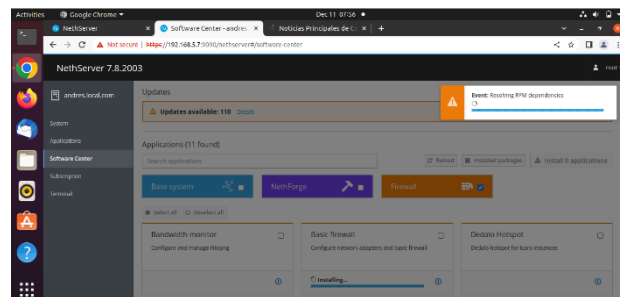 Activities Google Chrome Dec 11 07:56
NethServer Software Center - andres. Noticias Principales de C
Not secure https://192.168.5.7:9090/nethserver#/software-center
NethServer 7.8.2003 root
andres.local.com
System
Applications
Software Center
Subscription
Terminal
Updates
Updates available: 110 Details
Event: Resolving RPM dependencies
Applications (11 found)
Search applications
Reload Installed packages Install 0 applications
Base system NethForge Firewall
Select all Deselect all
Bandwidth monitor Basic firewall Dedalo Hotspot
Configure and manage Ntopng Configure network adapters and basic firewall Dedalo hotspot for Icaro instances
Installing...